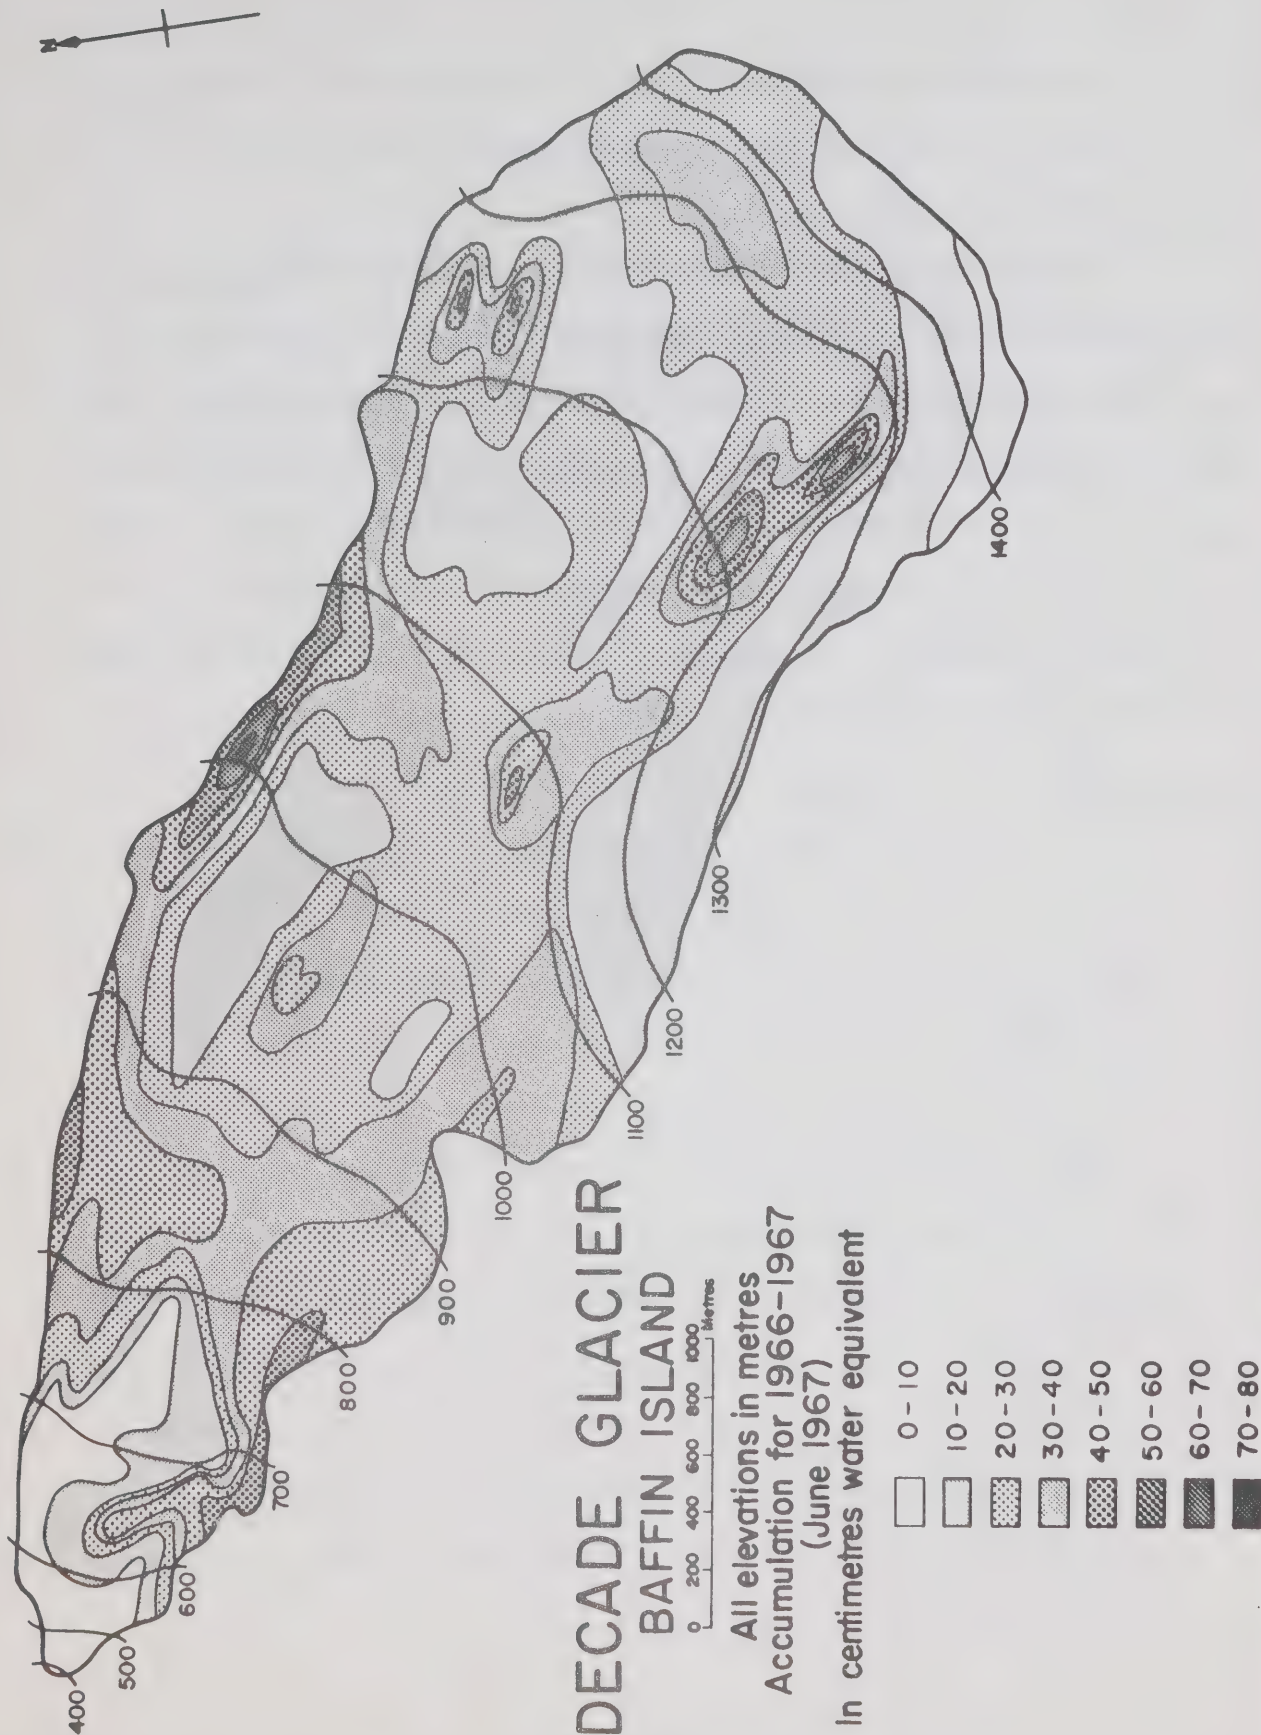 N
DECADE GLACIER
BAFFIN ISLAND
0 200 400 600 800 1000
Metres
All elevations in metres
Accumulation for 1966-1967
(June 1967)
In centimetres water equivalent
0-10
10-20
20-30
30-40
40-50
50-60
60-70
70-80
400
500
600
700
800
900
1000
1100
1200
1300
1400